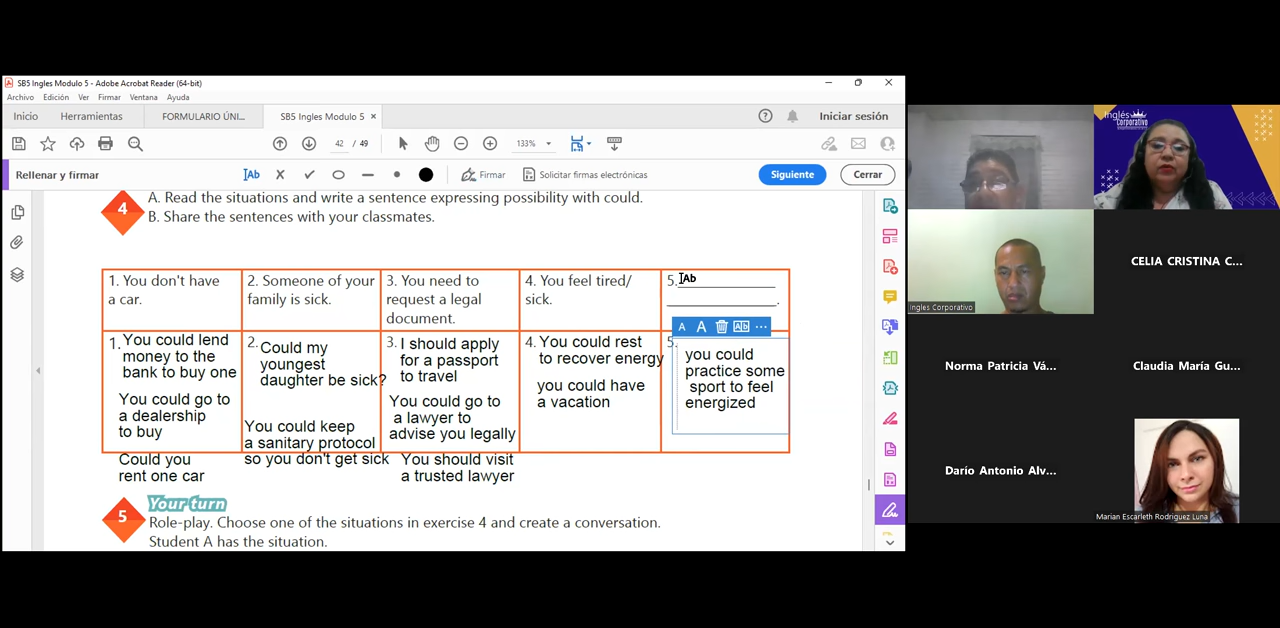 SB5 Ingles Modulo 5 - Adobe Acrobat Reader (64-bit)
Archivo Edición Ver Firmar Ventana Ayuda
Inicio Herramientas FORMULARIO ÚNI... SB5 Ingles Modulo 5 × Iniciar sesión
42 / 49 133%
Rellenar y firmar Ab Firmar Solicitar firmas electrónicas Siguiente Cerrar
4
A. Read the situations and write a sentence expressing possibility with could.
B. Share the sentences with your classmates.
1. You don't have
a car.
2. Someone of your
family is sick.
3. You need to
request a legal
document.
4. You feel tired/
sick.
5. Ab
A A Ab ...
1. You could lend
money to the
bank to buy one
You could go to
a dealership
to buy
Could you
rent one car
2. Could my
youngest
daughter be sick?
You could keep
a sanitary protocol
so you don't get sick
3. I should apply
for a passport
to travel
You could go to
a lawyer to
advise you legally
You should visit
a trusted lawyer
4. You could rest
to recover energy
you could have
a vacation
5.
you could
practice some
sport to feel
energized
5
Your turn
Role-play. Choose one of the situations in exercise 4 and create a conversation.
Student A has the situation.
Inglés
Corporativo
Ingles Corporativo
CELIA CRISTINA C...
Norma Patricia Vá...
Claudia María Gu...
Darío Antonio Alv...
Marian Escarleth Rodriguez Luna